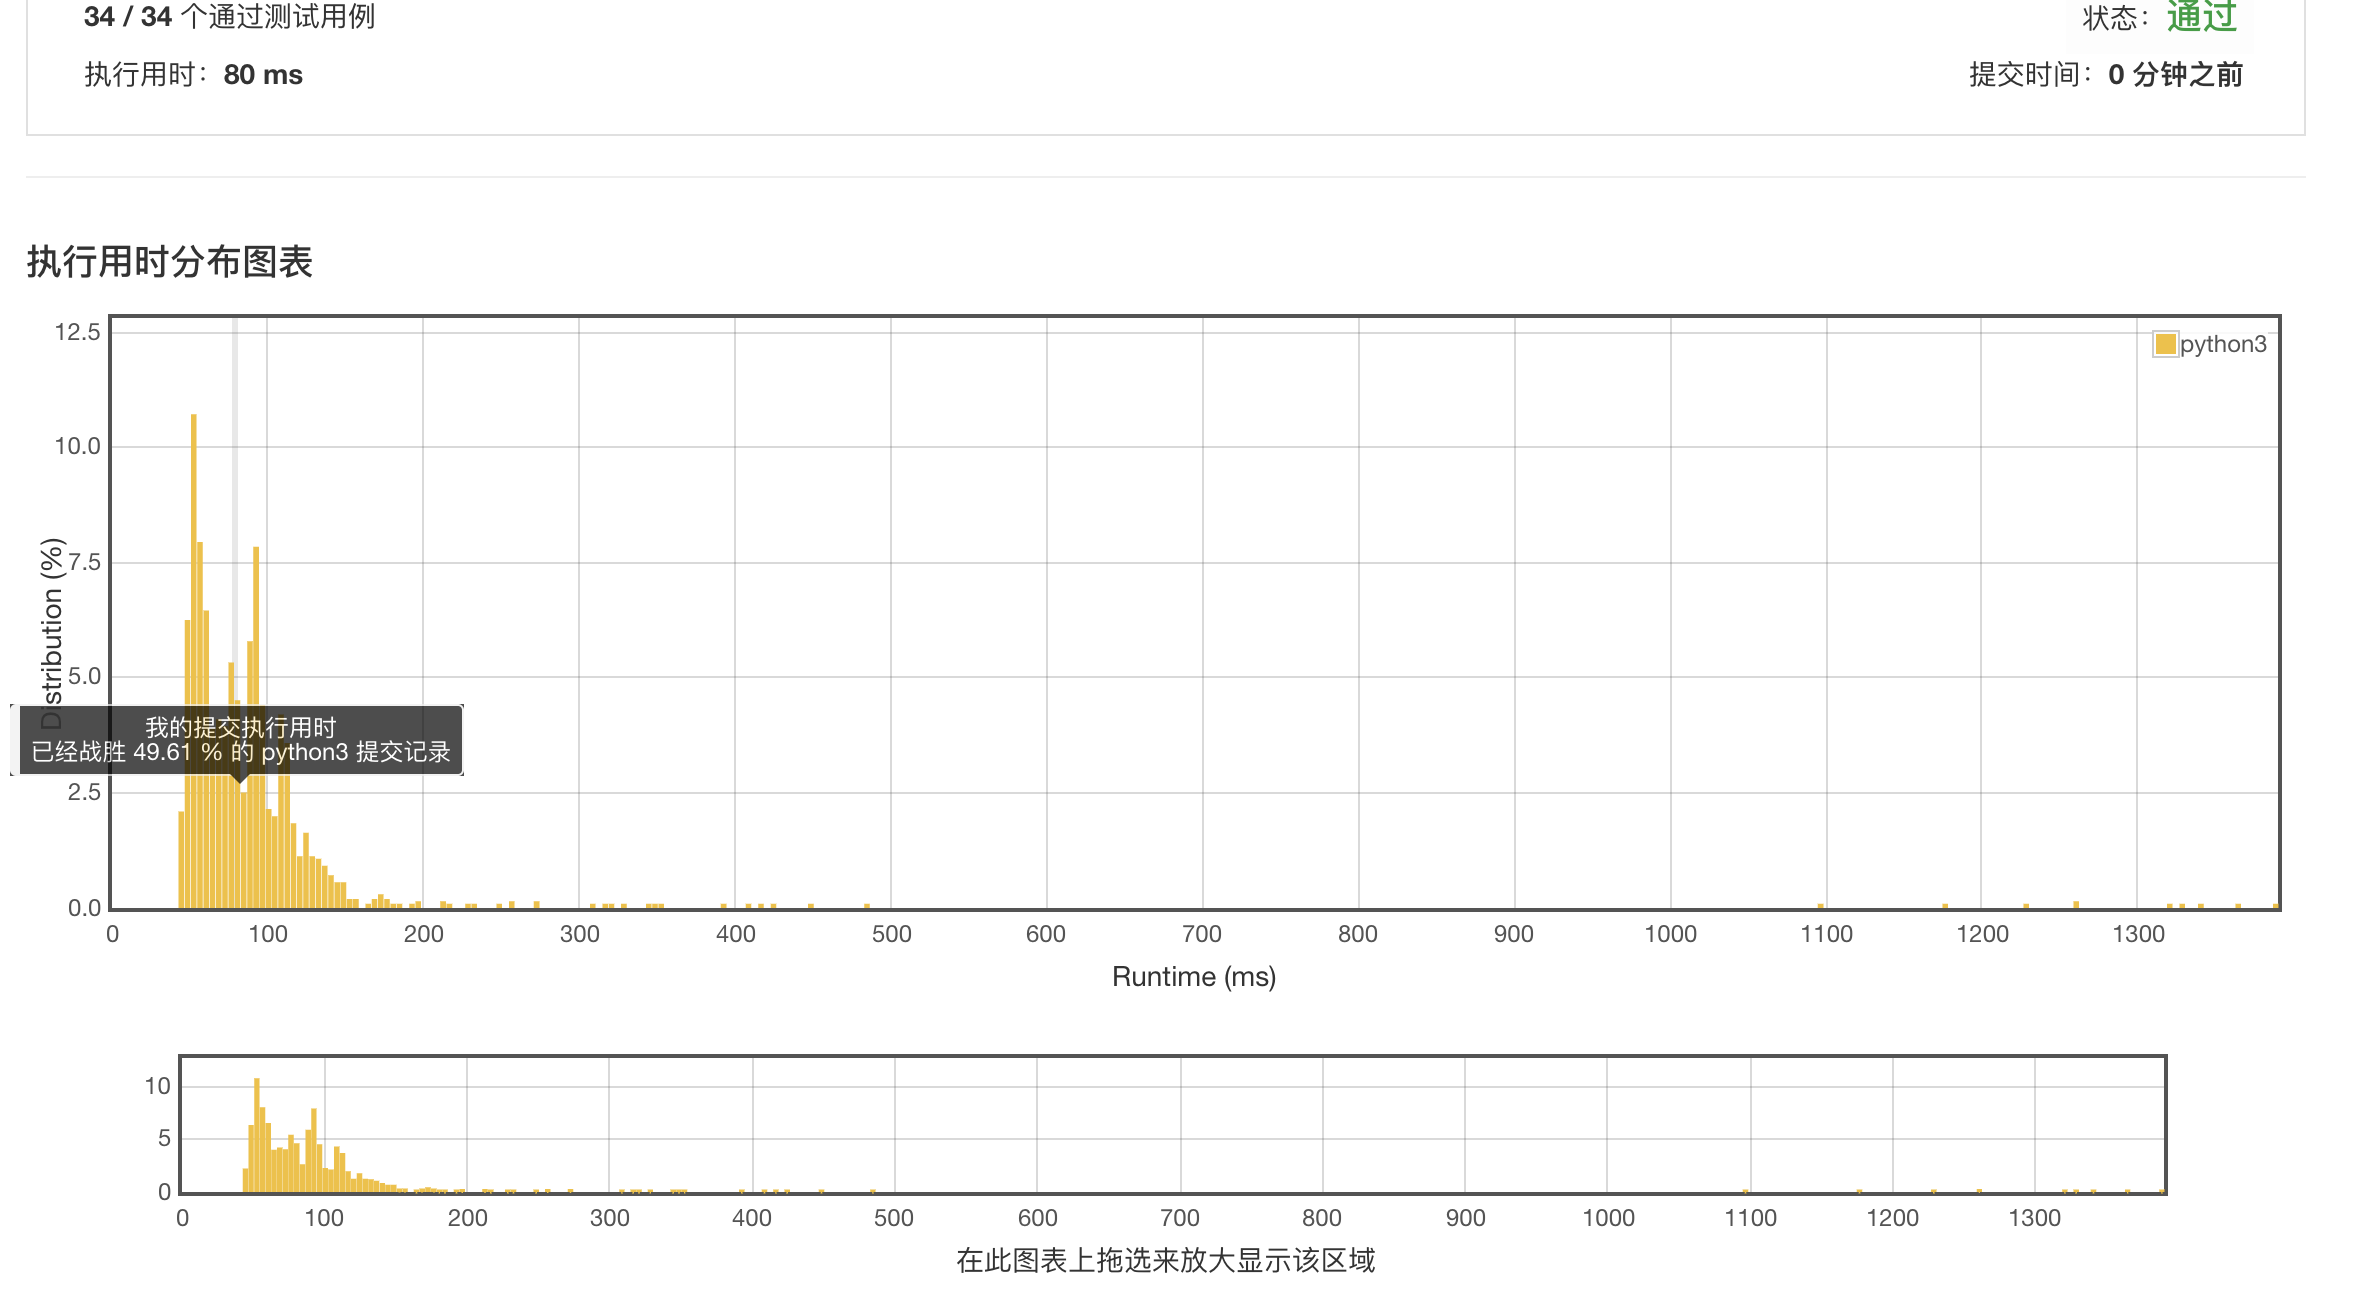 34 / 34 个通过测试用例
状态：通过
执行用时：80 ms
提交时间：0 分钟之前
执行用时分布图表
12.5
10.0
7.5
5.0
2.5
0.0
Distribution (%)
python3
我的提交执行用时
已经战胜 49.61 % 的 python3 提交记录
0 100 200 300 400 500 600 700 800 900 1000 1100 1200 1300
Runtime (ms)
10
5
0
0 100 200 300 400 500 600 700 800 900 1000 1100 1200 1300
在此图表上拖选来放大显示该区域